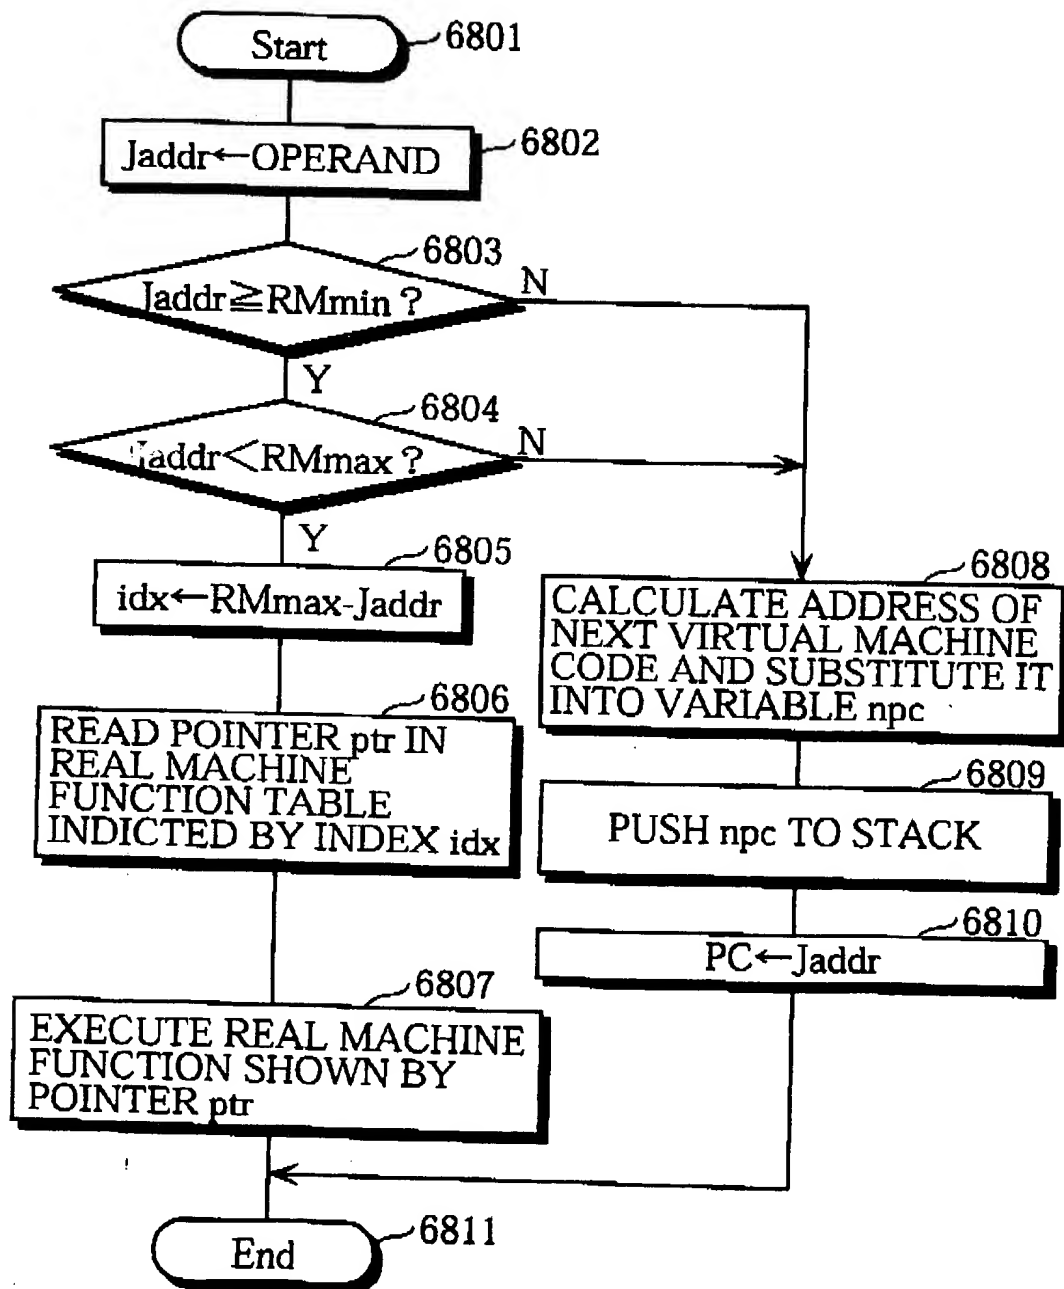 Start
6801
Jaddr←OPERAND
6802
6803
Jaddr≧RMmin ?
N
Y
6804
Jaddr<RMmax ?
N
Y
6805
idx←RMmax-Jaddr
6806
READ POINTER ptr IN
REAL MACHINE
FUNCTION TABLE
INDICTED BY INDEX idx
6807
EXECUTE REAL MACHINE
FUNCTION SHOWN BY
POINTER ptr
6808
CALCULATE ADDRESS OF
NEXT VIRTUAL MACHINE
CODE AND SUBSTITUTE IT
INTO VARIABLE npc
6809
PUSH npc TO STACK
6810
PC←Jaddr
End
6811